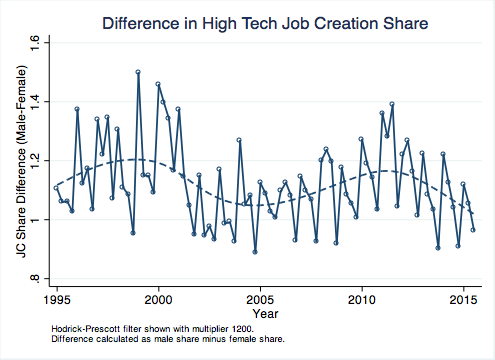 Difference in High Tech Job Creation Share
JC Share Difference (Male-Female)
1.6
1.4
1.2
1
.8
1995
2000
2005
2010
2015
Year
Hodrick-Prescott filter shown with multiplier 1200.
Difference calculated as male share minus female share.